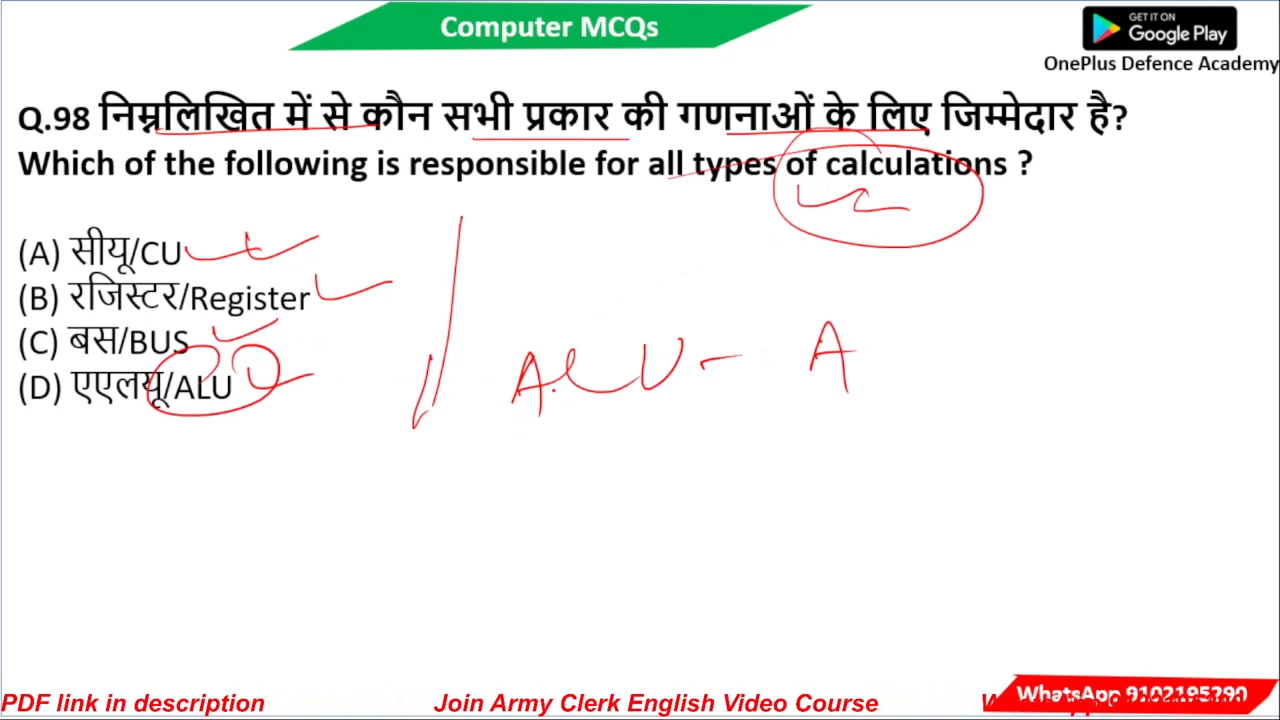 Computer MCQs
GET IT ON
Google Play
OnePlus Defence Academy
Q.98 निम्नलिखित में से कौन सभी प्रकार की गणनाओं के लिए जिम्मेदार है?
Which of the following is responsible for all types of calculations ?
(A) सीयू/CU
(B) रजिस्टर/Register
(C) बस/BUS
(D) एएलयू/ALU
ALU - A
WhatsApp 9102195290
PDF link in description
Join Army Clerk English Video Course